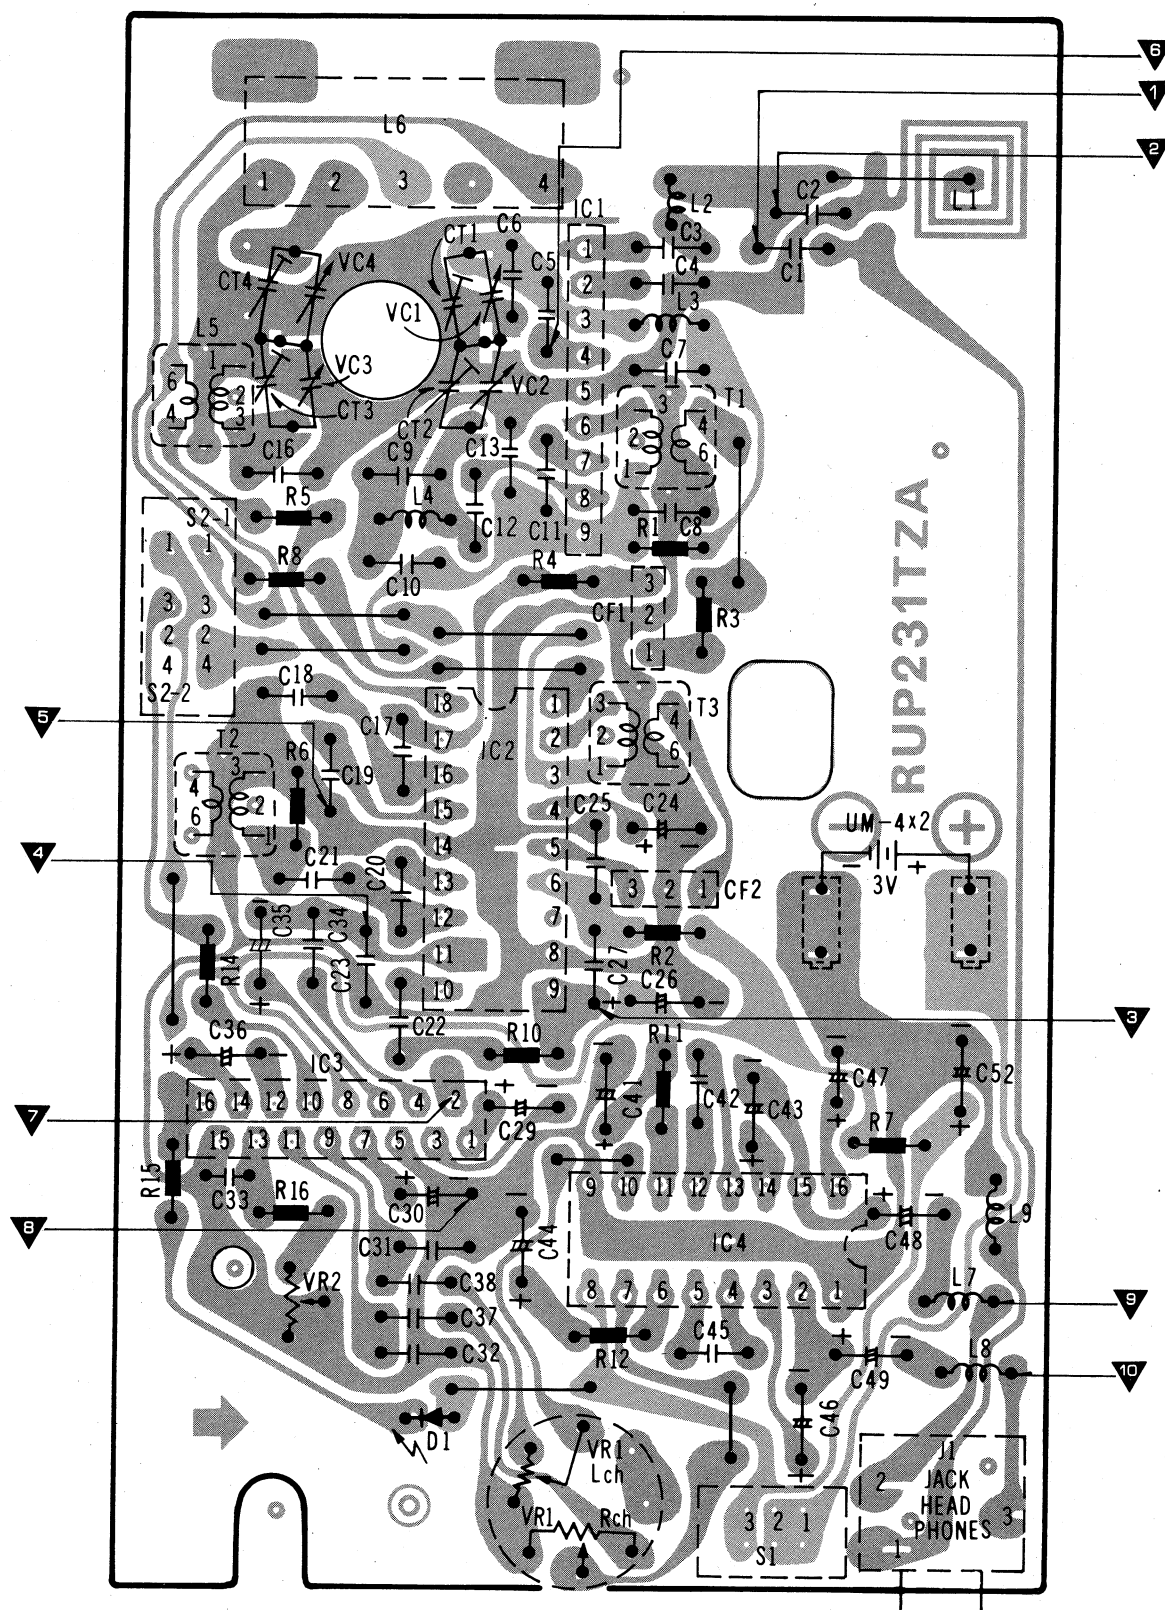 6
1
L6
2
1 2 3 4
C2
L1
L2
IC1
C6
CT1
C3
C1
C5
C4
VC4
CT4
1
2
L3
VC1
3
L5
C7
4
1
6
2
VC3
VC2
5
T1
4
3
CT3
3
4
CT2
6
2
C13
6
1
C16
C9
7
R5
L4
8
S2-1
C12
C11
9
R1
C8
1 1
R8
R4
C10
3
3 3
CF1
2
R3
2 2
1
4 4
C18
S2-2
RUP231TZA
5
C17
18
1
3
T3
4
T2
R6
17
IC2
2
2
6
3
C19
16
3
1
4
2
6
15
4
C25
C24
UM-4x2
1
14
5
+ -
- +
4
C21
C20
3V
13
6
3 2 1
CF2
C35
C34
12
7
R14
C23
11
8
C27
R2
10
9
C26
+
+ -
3
C36
C22
R10
R11
+ -
IC3
C47
C52
16 14 12 10 8 6 4 2
+ -
C41
C42
C43
7
C29
R7
15 13 11 9 7 5 3 1
R15
C33
R16
+ -
C30
9 10 11 12 13 14 15 16
+ -
C48
L9
8
C31
C44
IC4
VR2
C38
8 7 6 5 4 3 2 1
L7
9
C37
+
C32
R12
C45
+ -
C49
L8
10
D1
C46
VR1
Lch
+
J1
JACK
HEAD
PHONES
2
3
1
VR1
Rch
3 2 1
S1